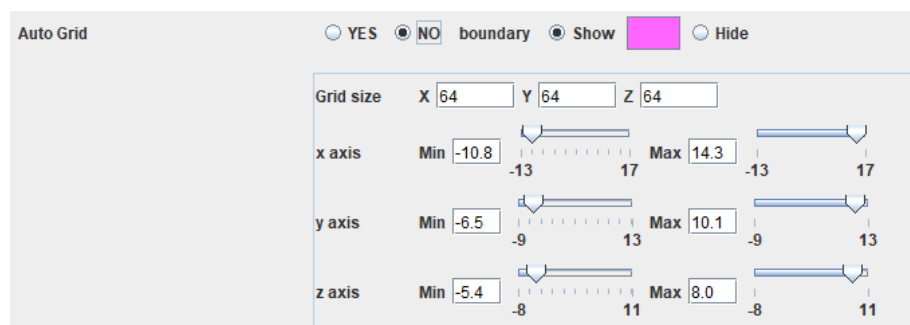 Auto Grid YES NO boundary Show Hide
Grid size X 64 Y 64 Z 64
x axis Min -10.8 Max 14.3
-13 17 -13 17
y axis Min -6.5 Max 10.1
-9 13 -9 13
z axis Min -5.4 Max 8.0
-8 11 -8 11